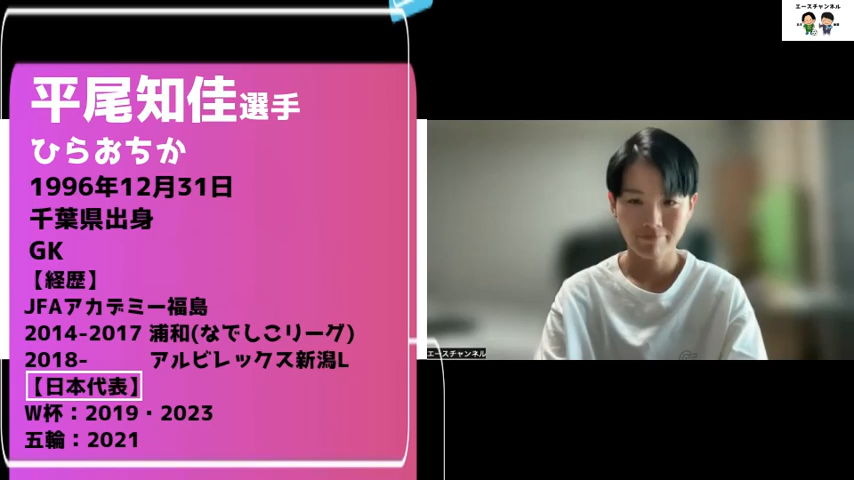 エースチャンネル
平尾知佳選手
ひらおちか
1996年12月31日
千葉県出身
GK
【経歴】
JFAアカデミー福島
2014-2017 浦和(なでしこリーグ)
2018- アルビレックス新潟L
【日本代表】
W杯：2019・2023
五輪：2021
エースチャンネル